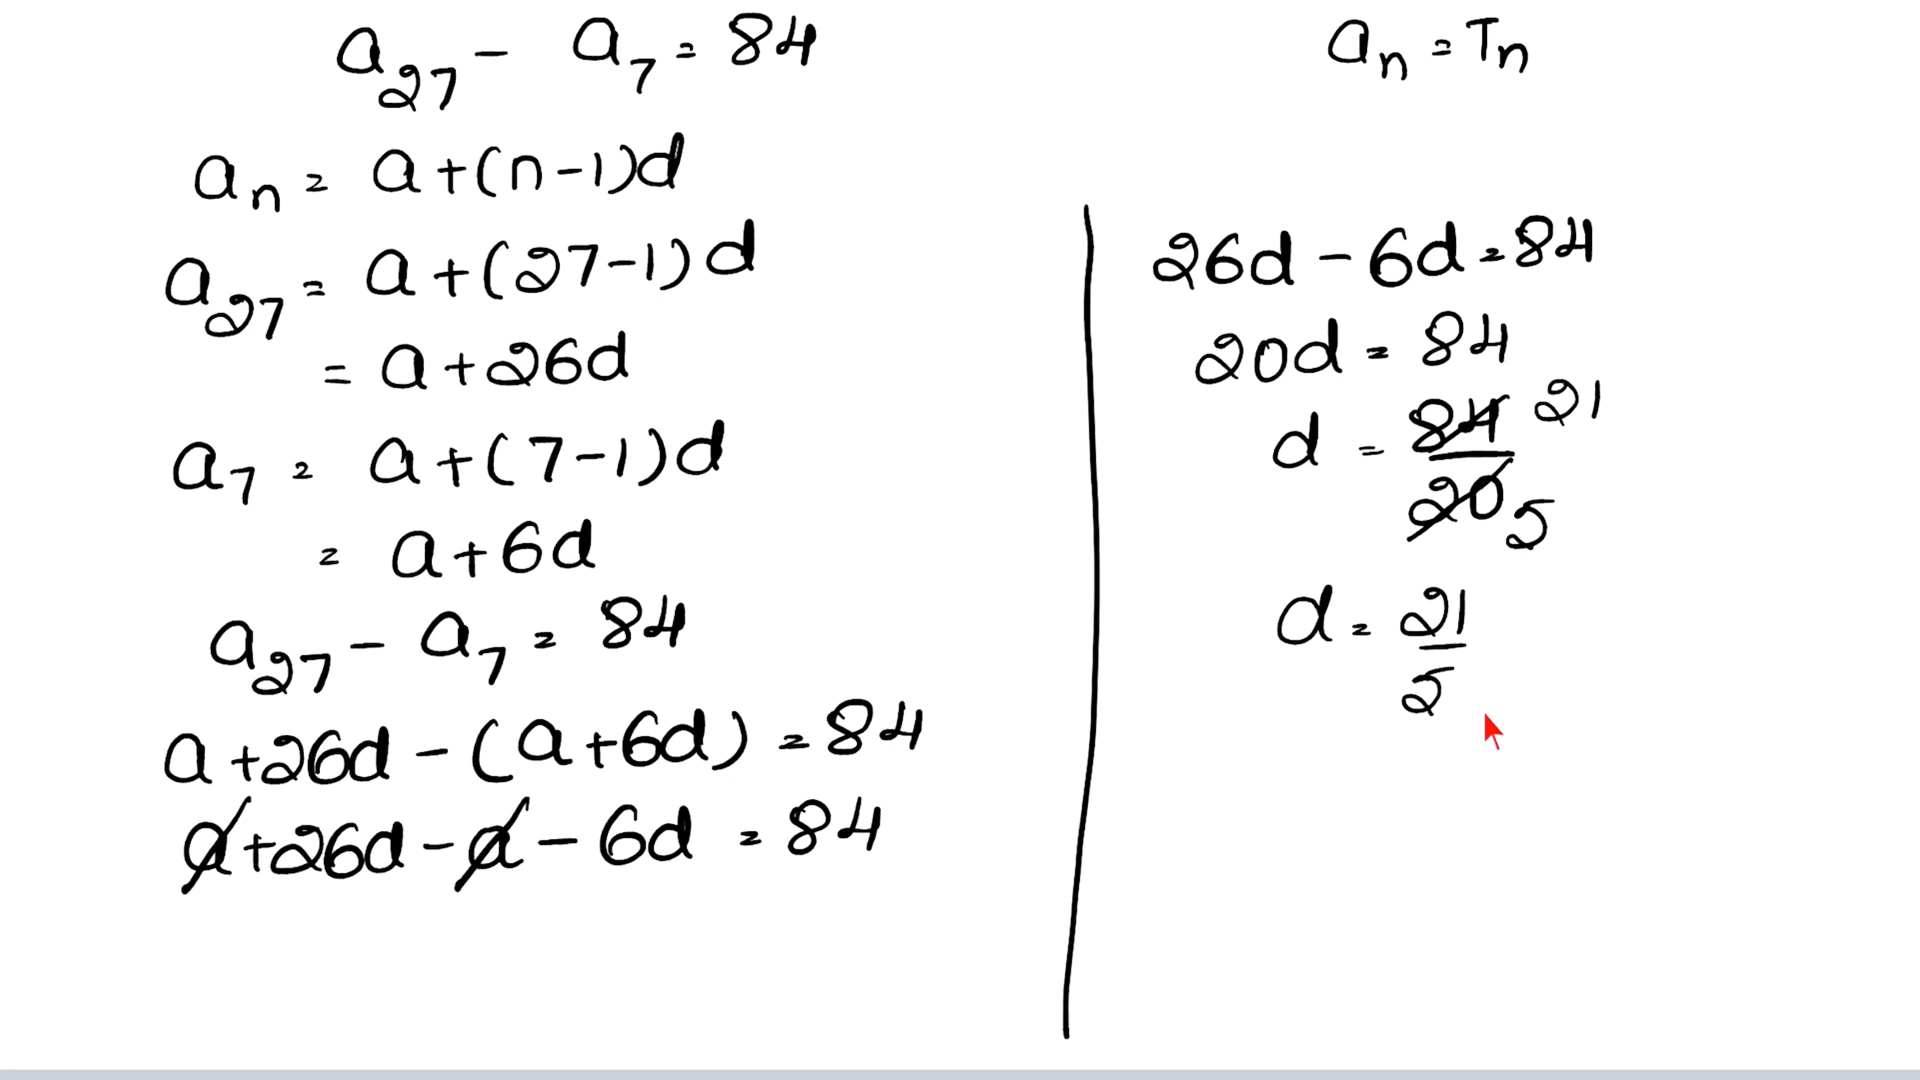 a₂₇ - a₇ = 84
aₙ = Tₙ
aₙ = a+(n-1)d
a₂₇ = a+(27-1)d
= a+26d
a₇ = a+(7-1)d
= a+6d
a₂₇ - a₇ = 84
a+26d-(a+6d) = 84
a+26d-a-6d = 84
26d-6d=84
20d = 84
d = 84/20 21 5
d = 21/5